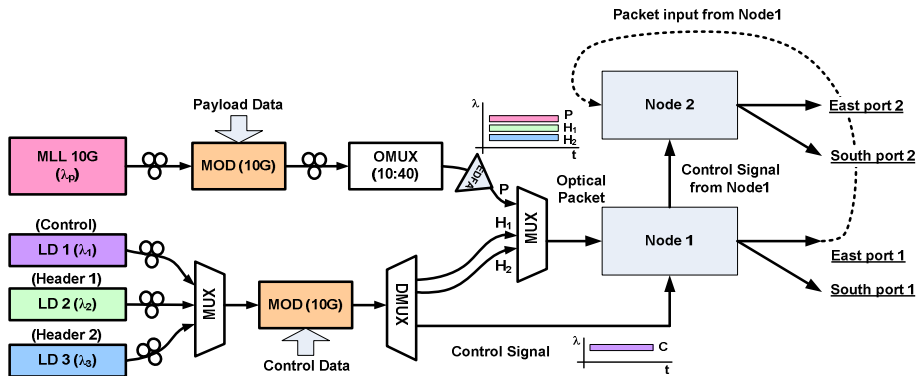 Packet input from Node1
Payload Data
MLL 10G
(λp)
MOD (10G)
OMUX
(10:40)
EDFA
λ
P
H1
H2
t
P
H1
H2
MUX
Optical
Packet
Node 2
East port 2
South port 2
Control Signal
from Node1
Node 1
East port 1
South port 1
(Control)
LD 1 (λ1)
(Header 1)
LD 2 (λ2)
(Header 2)
LD 3 (λ3)
MUX
MOD (10G)
DMUX
Control Data
Control Signal
λ
C
t